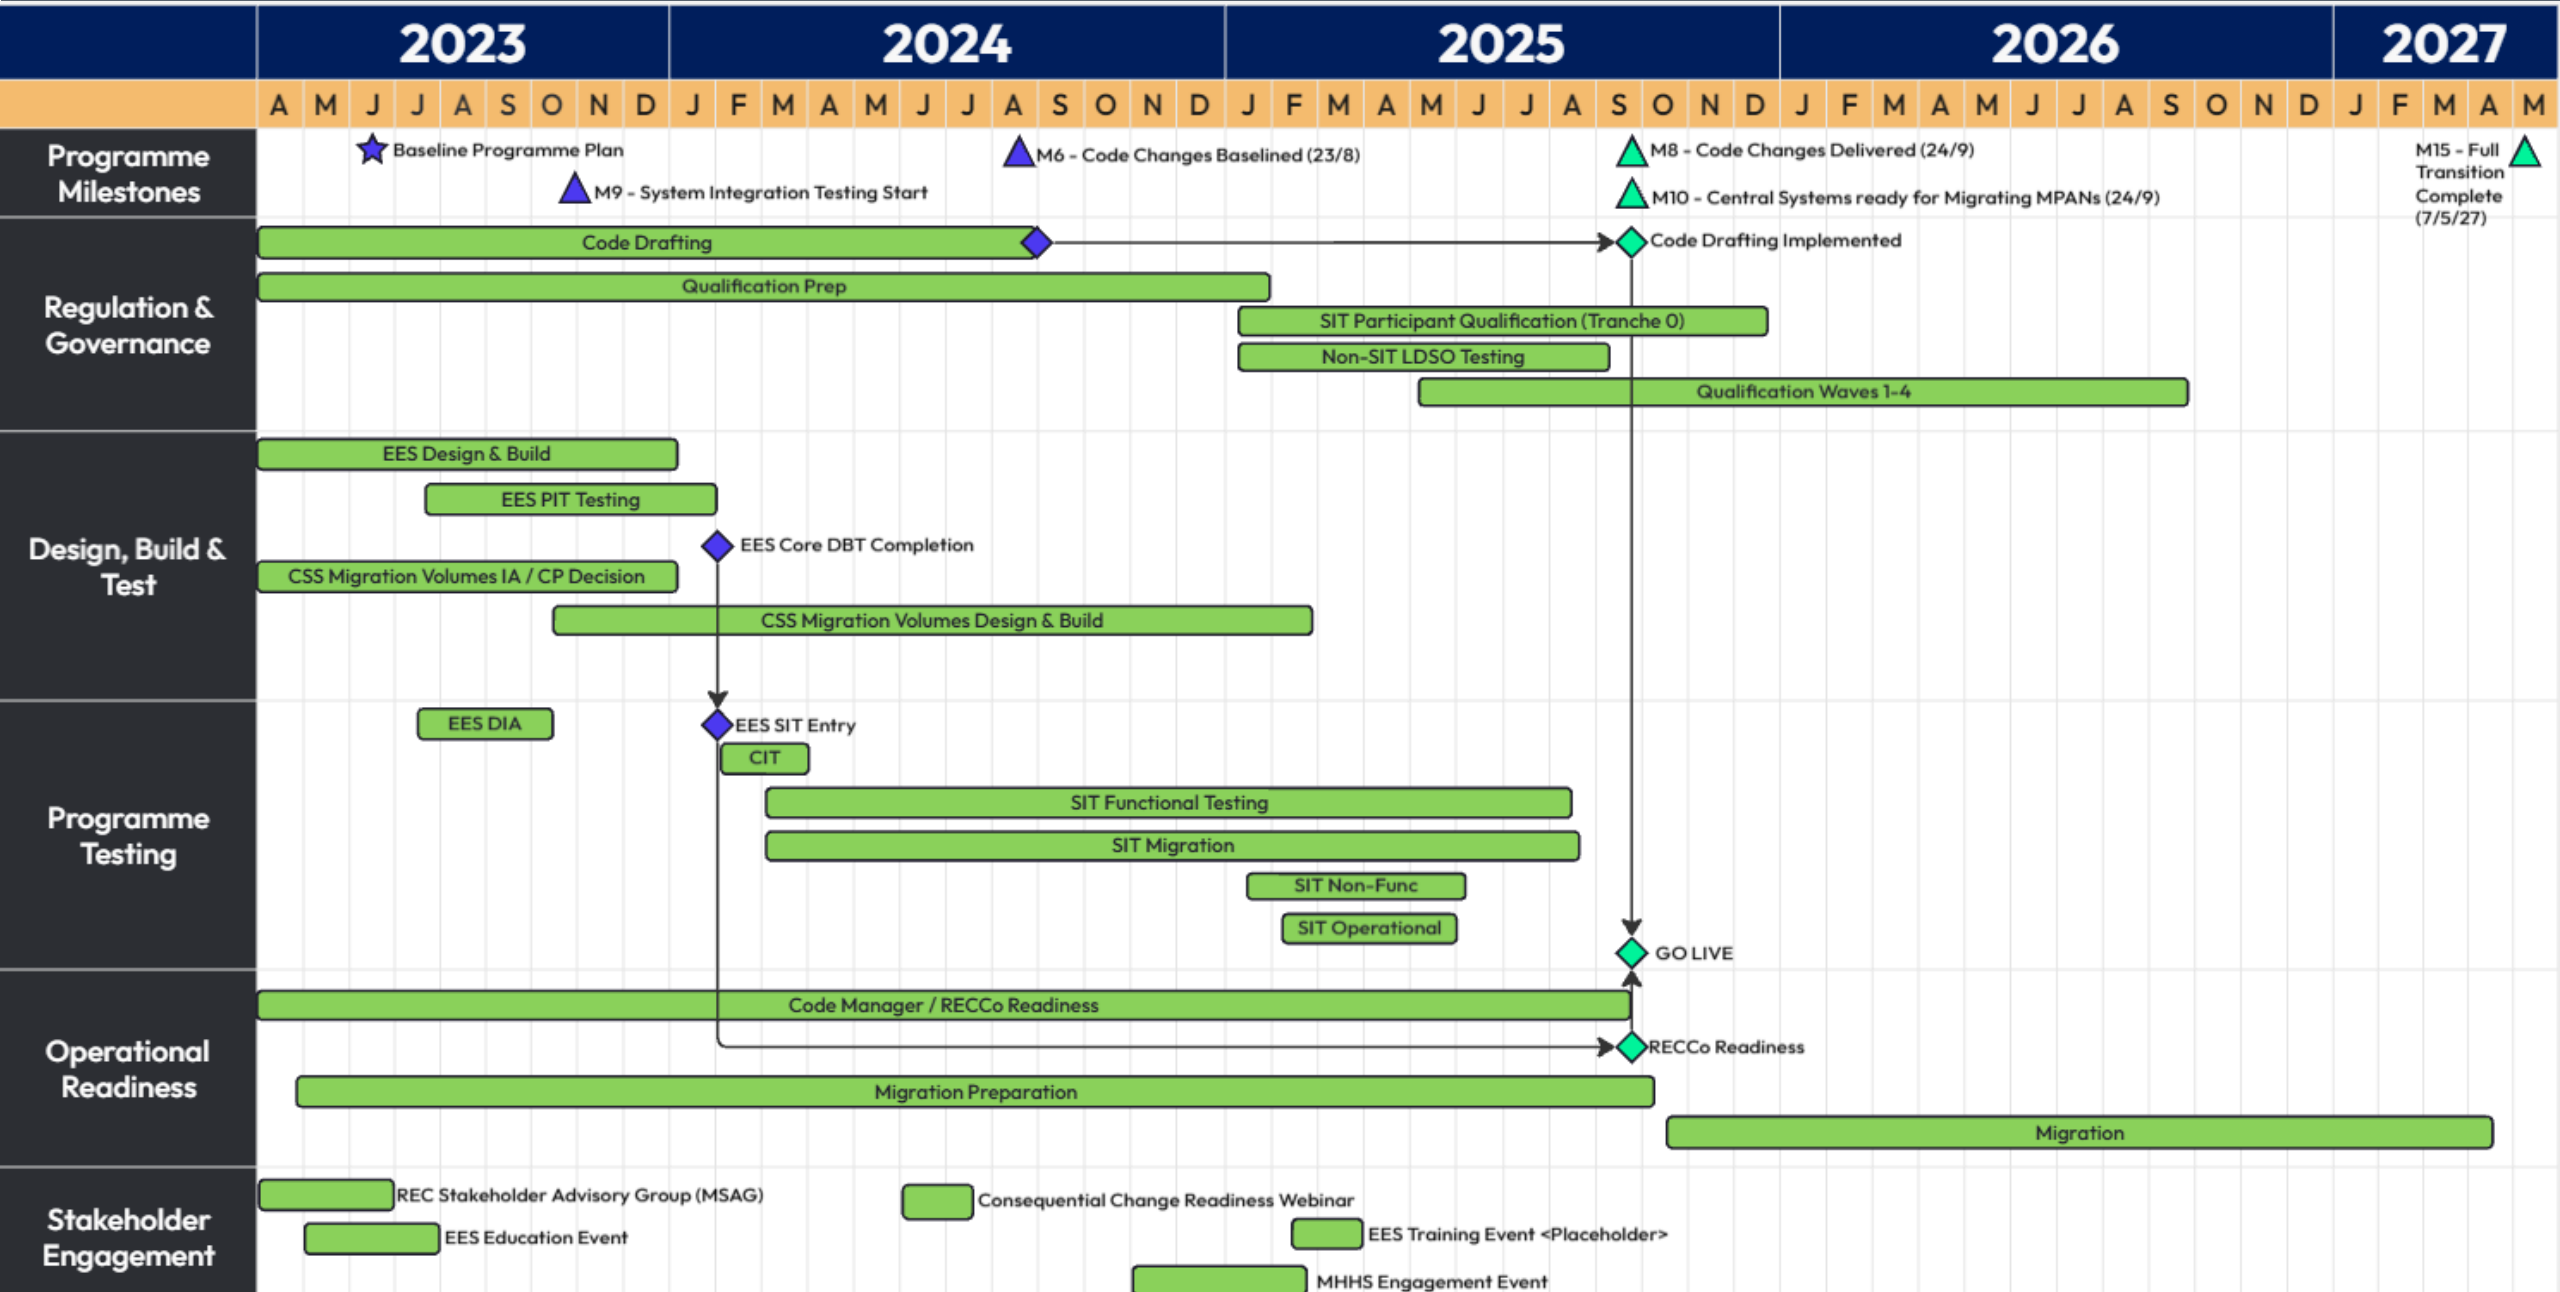 2023 2024 2025 2026 2027
A M J J A S O N D J F M A M J J A S O N D J F M A M J J A S O N D J F M A M J J A S O N D J F M A M
Programme
Milestones
Baseline Programme Plan
M9 - System Integration Testing Start
M6 - Code Changes Baselined (23/8)
M8 - Code Changes Delivered (24/9)
M10 - Central Systems ready for Migrating MPANs (24/9)
M15 - Full
Transition
Complete
(7/5/27)
Regulation &
Governance
Code Drafting
Code Drafting Implemented
Qualification Prep
SIT Participant Qualification (Tranche 0)
Non-SIT LDSO Testing
Qualification Waves 1-4
Design, Build &
Test
EES Design & Build
EES PIT Testing
EES Core DBT Completion
CSS Migration Volumes IA / CP Decision
CSS Migration Volumes Design & Build
Programme
Testing
EES DIA
EES SIT Entry
CIT
SIT Functional Testing
SIT Migration
SIT Non-Func
SIT Operational
GO LIVE
Operational
Readiness
Code Manager / RECCo Readiness
RECCo Readiness
Migration Preparation
Migration
Stakeholder
Engagement
REC Stakeholder Advisory Group (MSAG)
EES Education Event
Consequential Change Readiness Webinar
EES Training Event <Placeholder>
MHHS Engagement Event